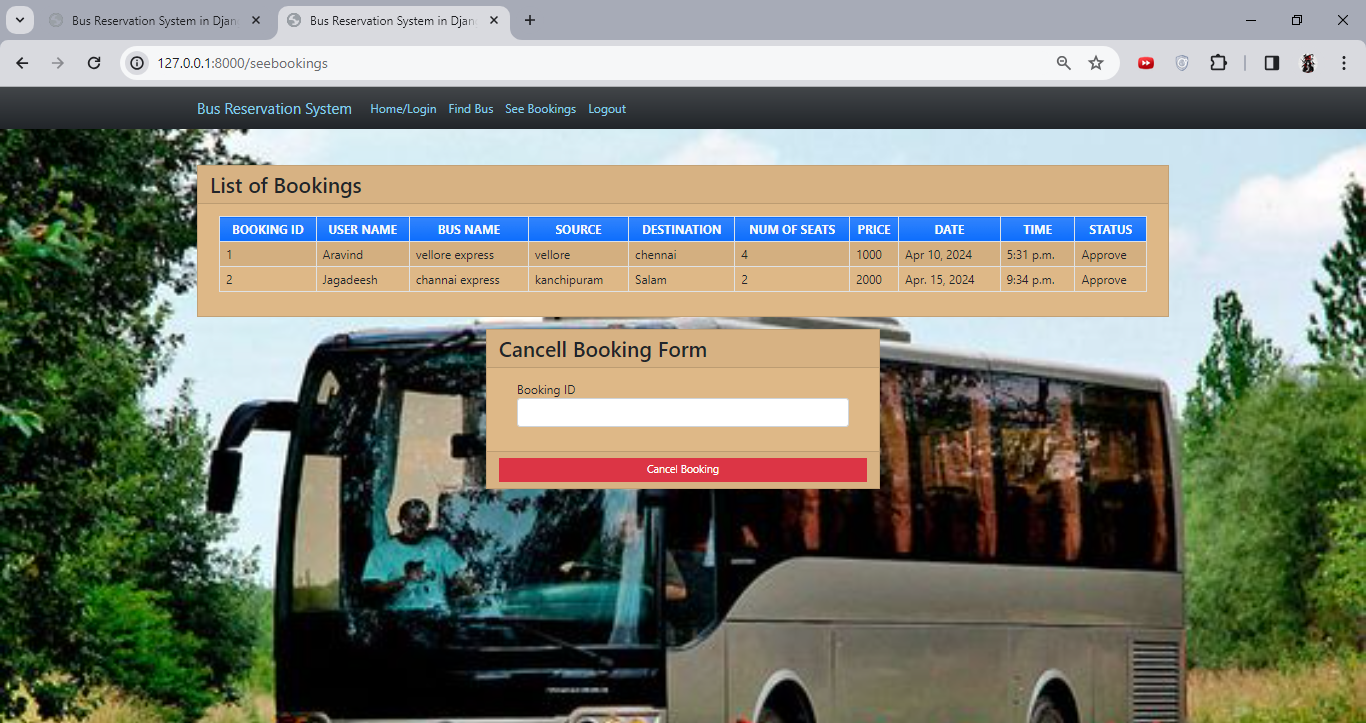 Bus Reservation System in Djan
Bus Reservation System in Djan
127.0.0.1:8000/seebookings
Bus Reservation System Home/Login Find Bus See Bookings Logout
List of Bookings
BOOKING ID USER NAME BUS NAME SOURCE DESTINATION NUM OF SEATS PRICE DATE TIME STATUS
1 Aravind vellore express vellore chennai 4 1000 Apr 10, 2024 5:31 p.m. Approve
2 Jagadeesh channai express kanchipuram Salam 2 2000 Apr. 15, 2024 9:34 p.m. Approve
Cancell Booking Form
Booking ID
Cancel Booking